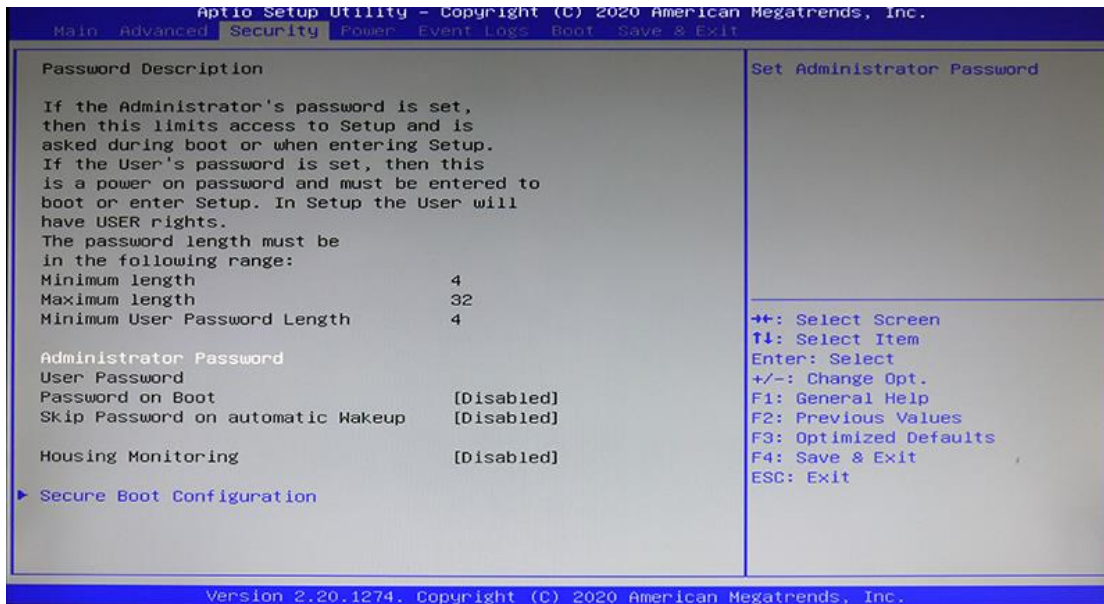 Aptio Setup Utility – Copyright (C) 2020 American Megatrends, Inc.
Main Advanced Security Power Event Logs Boot Save & Exit
Password Description
If the Administrator's password is set,
then this limits access to Setup and is
asked during boot or when entering Setup.
If the User's password is set, then this
is a power on password and must be entered to
boot or enter Setup. In Setup the User will
have USER rights.
The password length must be
in the following range:
Minimum length 4
Maximum length 32
Minimum User Password Length 4
Administrator Password
User Password
Password on Boot [Disabled]
Skip Password on automatic Wakeup [Disabled]
Housing Monitoring [Disabled]
► Secure Boot Configuration
Set Administrator Password
→←: Select Screen
↑↓: Select Item
Enter: Select
+/-: Change Opt.
F1: General Help
F2: Previous Values
F3: Optimized Defaults
F4: Save & Exit
ESC: Exit
Version 2.20.1274. Copyright (C) 2020 American Megatrends, Inc.